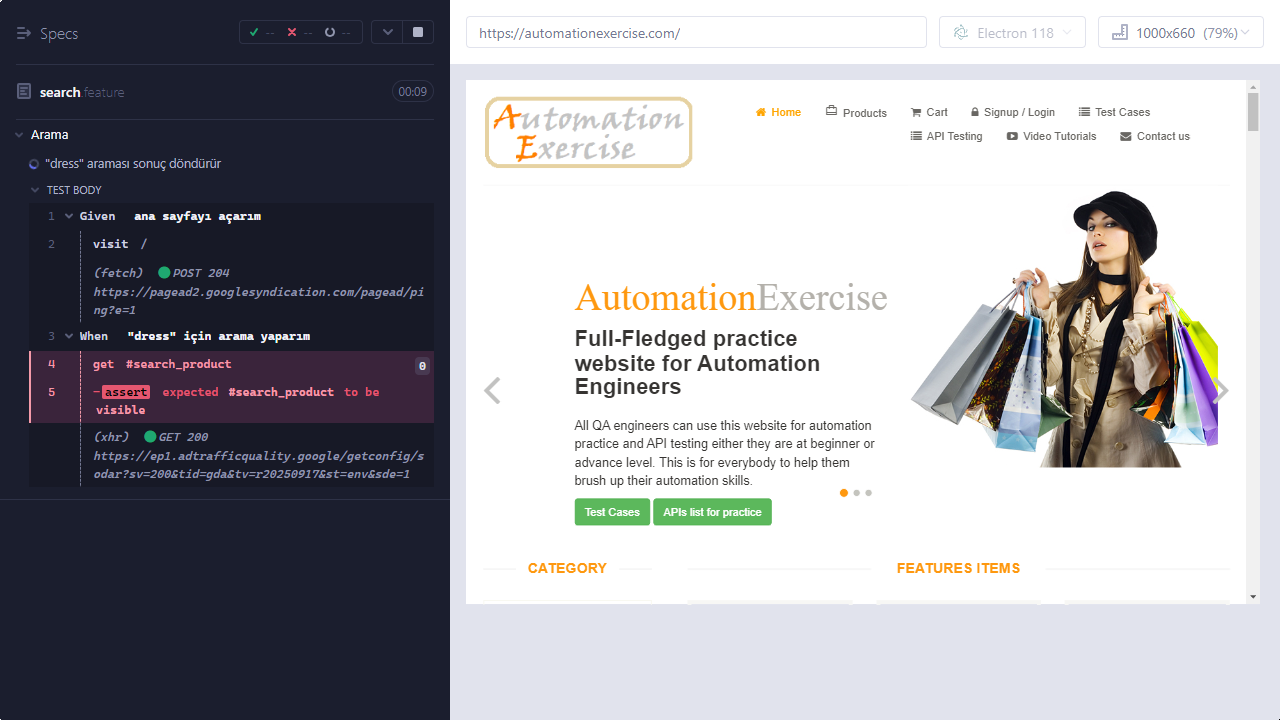 Specs
-- -- --
search.feature
00:09
Arama
"dress" araması sonuç döndürür
TEST BODY
1 Given ana sayfayı açarım
2 visit /
(fetch) POST 204
https://pagead2.googlesyndication.com/pagead/pi
ng?e=1
3 When "dress" için arama yaparım
4 get #search_product 0
5 -assert expected #search_product to be
visible
(xhr) GET 200
https://ep1.adtrafficquality.google/getconfig/s
odar?sv=200&tid=gda&tv=r20250917&st=env&sde=1
https://automationexercise.com/
Electron 118
1000x660 (79%)
Automation
Exercise
Home
Products
Cart
Signup / Login
Test Cases
API Testing
Video Tutorials
Contact us
AutomationExercise
Full-Fledged practice
website for Automation
Engineers
All QA engineers can use this website for automation
practice and API testing either they are at beginner or
advance level. This is for everybody to help them
brush up their automation skills.
Test Cases
APIs list for practice
CATEGORY
FEATURES ITEMS